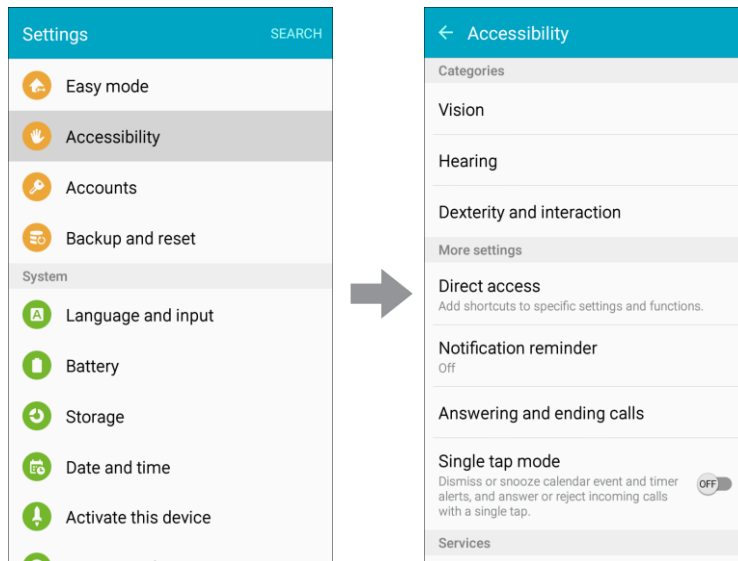 Settings
SEARCH
Easy mode
Accessibility
Accounts
Backup and reset
System
A
Language and input
Battery
Storage
Date and time
Activate this device
Accessibility
Categories
Vision
Hearing
Dexterity and interaction
More settings
Direct access
Add shortcuts to specific settings and functions.
Notification reminder
Off
Answering and ending calls
Single tap mode
Dismiss or snooze calendar event and timer
alerts, and answer or reject incoming calls
with a single tap.
OFF
Services